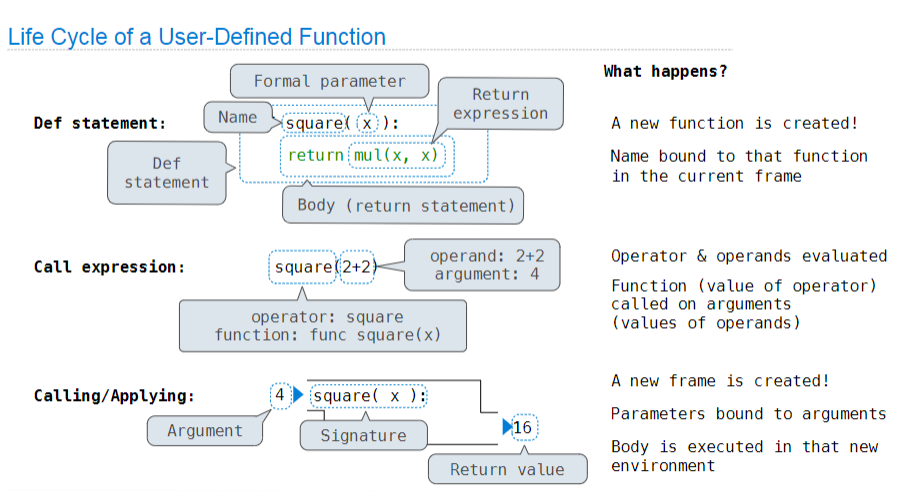 Life Cycle of a User-Defined Function
What happens?
Def statement:
Formal parameter
Name
Return
expression
square( x ):
return mul(x, x)
Def
statement
Body (return statement)
A new function is created!
Name bound to that function
in the current frame
Call expression:
square(2+2)
operand: 2+2
argument: 4
operator: square
function: func square(x)
Operator & operands evaluated
Function (value of operator)
called on arguments
(values of operands)
Calling/Applying:
4
square( x ):
Argument
Signature
16
Return value
A new frame is created!
Parameters bound to arguments
Body is executed in that new
environment